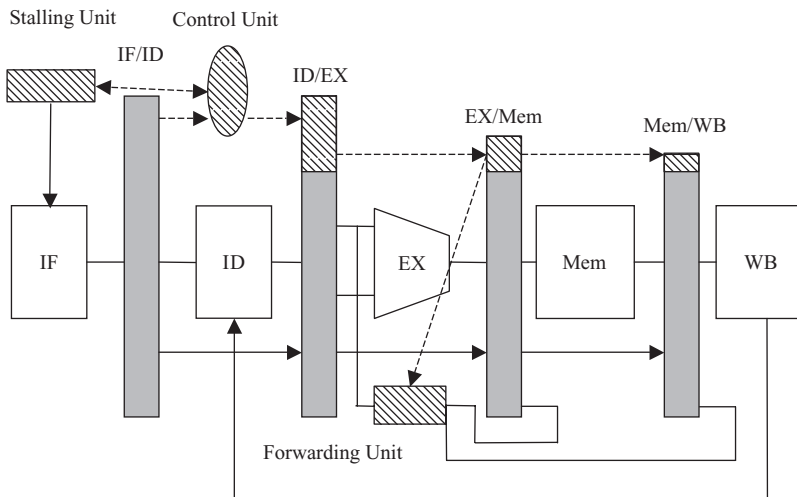 Stalling Unit
Control Unit
IF/ID
ID/EX
EX/Mem
Mem/WB
IF
ID
EX
Mem
WB
Forwarding Unit